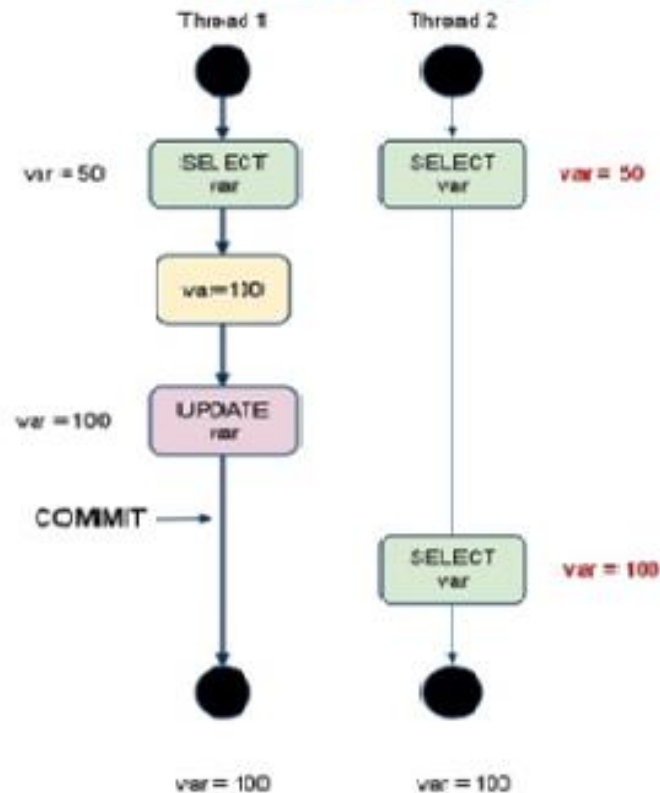 Thread 1
Thread 2
var = 50
SELECT
var
SELECT
var
var = 50
var=100
var = 100
UPDATE
var
COMMIT
SELECT
var
var = 100
var = 100
var = 100